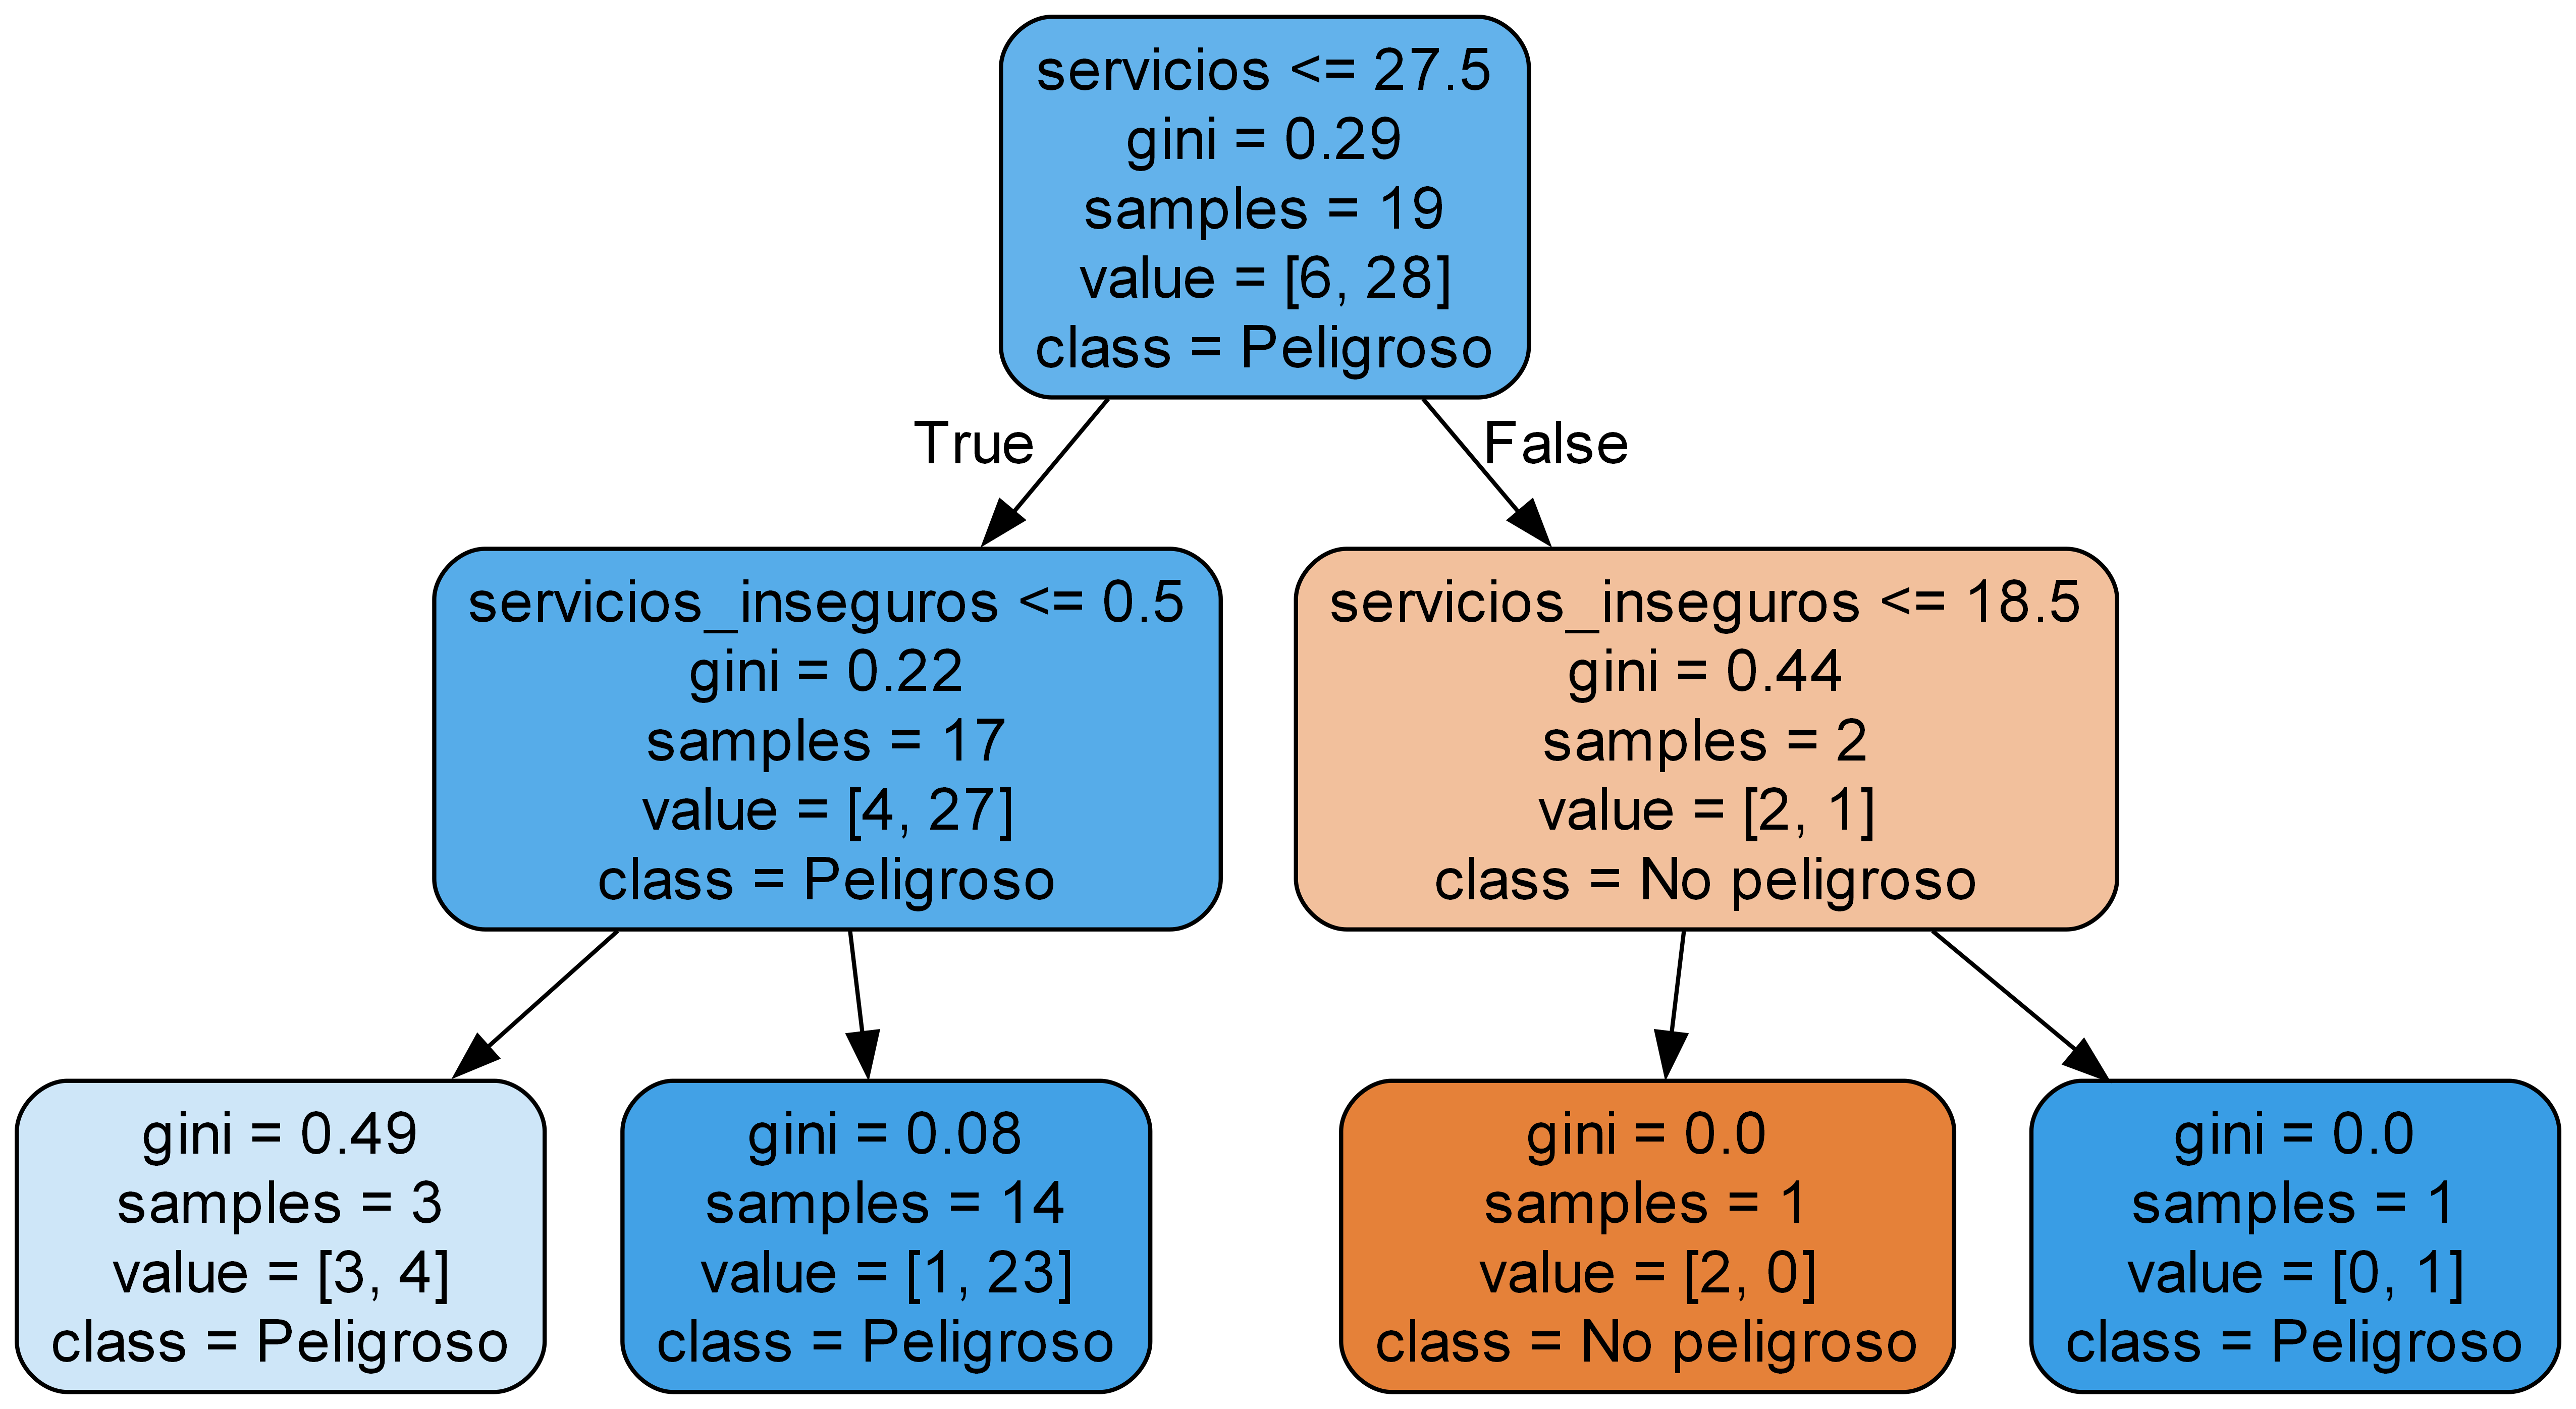 servicios <= 27.5
gini = 0.29
samples = 19
value = [6, 28]
class = Peligroso
True
False
servicios_inseguros <= 0.5
gini = 0.22
samples = 17
value = [4, 27]
class = Peligroso
servicios_inseguros <= 18.5
gini = 0.44
samples = 2
value = [2, 1]
class = No peligroso
gini = 0.49
samples = 3
value = [3, 4]
class = Peligroso
gini = 0.08
samples = 14
value = [1, 23]
class = Peligroso
gini = 0.0
samples = 1
value = [2, 0]
class = No peligroso
gini = 0.0
samples = 1
value = [0, 1]
class = Peligroso